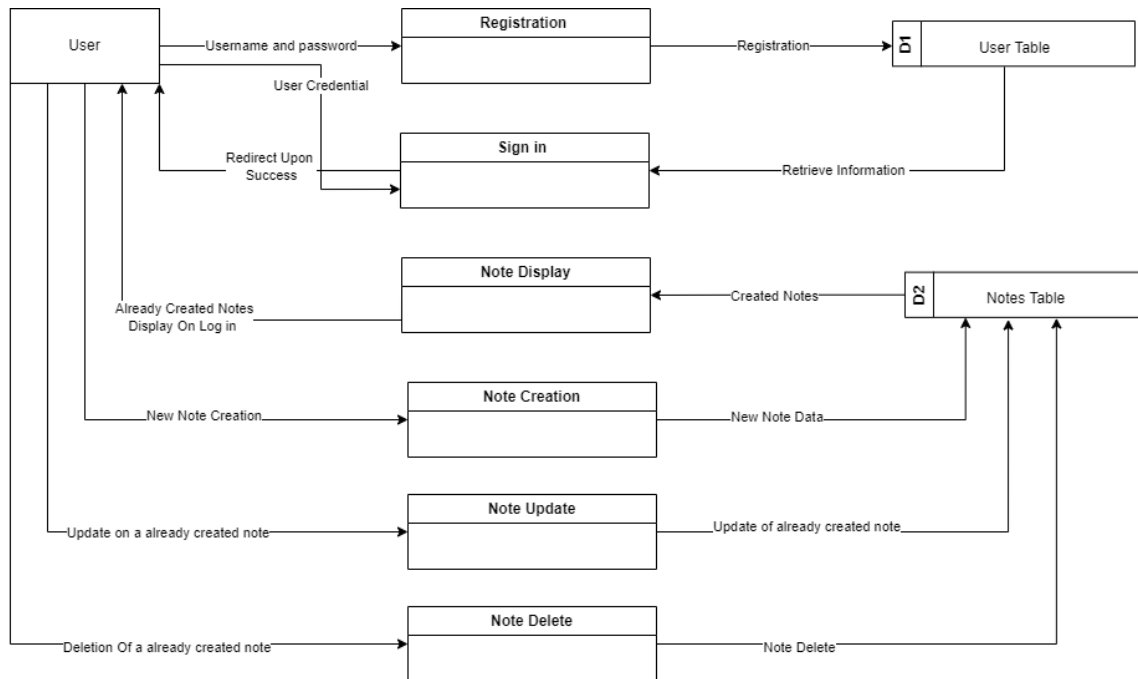 User
Username and password
Registration
Registration
D1
User Table
User Credential
Redirect Upon
Success
Sign in
Retrieve Information
Note Display
Already Created Notes
Display On Log in
Created Notes
D2
Notes Table
New Note Creation
Note Creation
New Note Data
Update on a already created note
Note Update
Update of already created note
Deletion Of a already created note
Note Delete
Note Delete